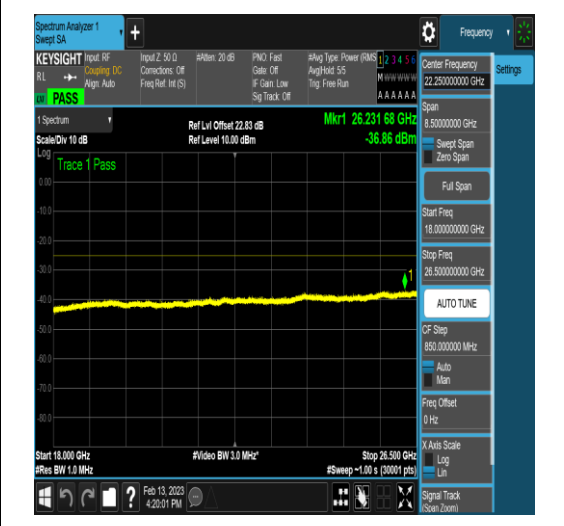 Spectrum Analyzer 1
Swept SA
Frequency
KEYSIGHT
RL
PASS
Input: RF
Coupling: DC
Align: Auto
Input Z: 50 Ω
Corrections: Off
Freq Ref: Int (S)
#Atten: 20 dB
PNO: Fast
Gate: Off
IF Gain: Low
Sig Track: Off
#Avg Type: Power (RMS
Avg|Hold: 5/5
Trig: Free Run
1 2 3 4 5 6
M W W W W W
A A A A A A
1 Spectrum
Scale/Div 10 dB
Ref Lvl Offset 22.83 dB
Ref Level 10.00 dBm
Mkr1 26.231 68 GHz
-36.86 dBm
Log
Trace 1 Pass
0.00
-10.0
-20.0
-30.0
-40.0
-50.0
-60.0
-70.0
-80.0
1
Start 18.000 GHz
#Res BW 1.0 MHz
#Video BW 3.0 MHz*
Stop 26.500 GHz
#Sweep ~1.00 s (30001 pts)
Feb 13, 2023
4:20:01 PM
Center Frequency
22.250000000 GHz
Settings
Span
8.50000000 GHz
Swept Span
Zero Span
Full Span
Start Freq
18.000000000 GHz
Stop Freq
26.500000000 GHz
AUTO TUNE
CF Step
850.000000 MHz
Auto
Man
Freq Offset
0 Hz
X Axis Scale
Log
Lin
Signal Track
(Span Zoom)